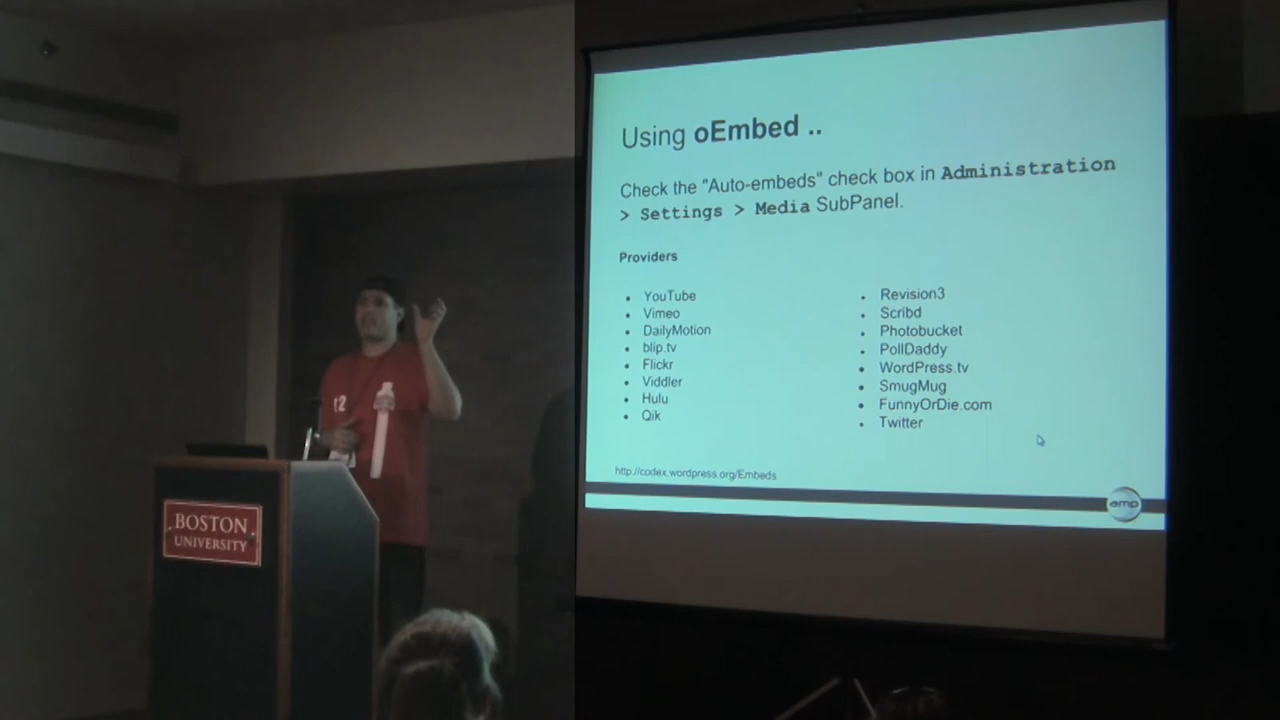 Using oEmbed ..
Check the "Auto-embeds" check box in Administration
> Settings > Media SubPanel.
Providers
YouTube
Vimeo
DailyMotion
blip.tv
Flickr
Viddler
Hulu
Qik
Revision3
Scribd
Photobucket
PollDaddy
WordPress.tv
SmugMug
FunnyOrDie.com
Twitter
http://codex.wordpress.org/Embeds
emp
12
BOSTON
UNIVERSITY